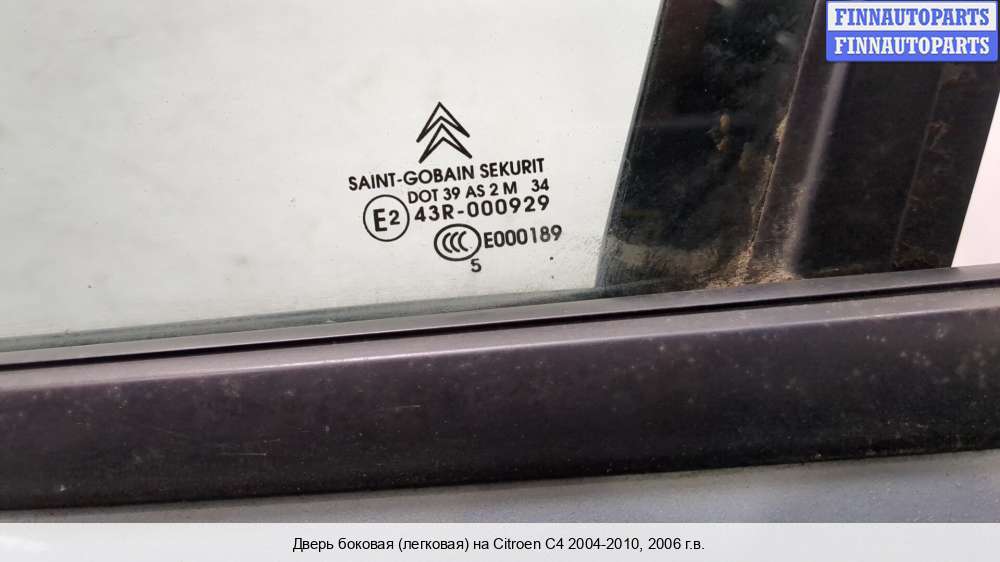 FINNAUTOPARTS
FINNAUTOPARTS
SAINT-GOBAIN SEKURIT
DOT 39 AS 2 M 34
E2 43R-000929
CCC E000189
5
Дверь боковая (легковая) на Citroen C4 2004-2010, 2006 г.в.